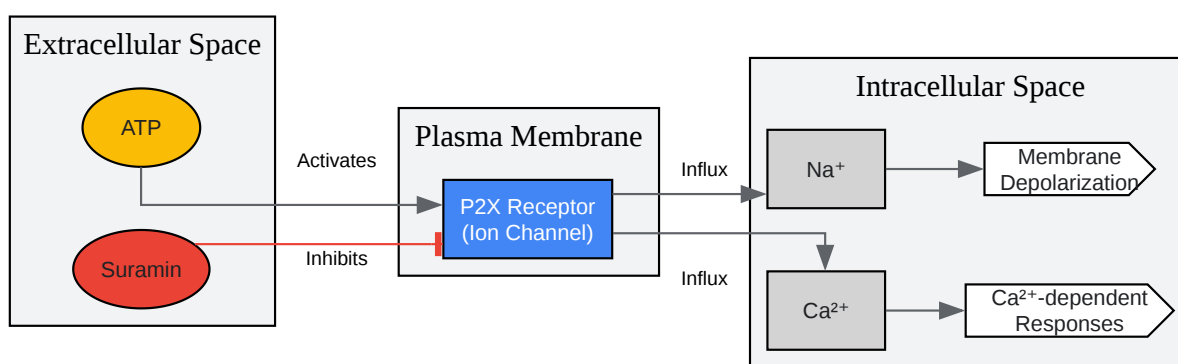 Extracellular Space
ATP
Suramin
Activates
Inhibits
Plasma Membrane
P2X Receptor
(Ion Channel)
Influx
Influx
Intracellular Space
Na⁺
Membrane
Depolarization
Ca²⁺
Ca²⁺-dependent
Responses